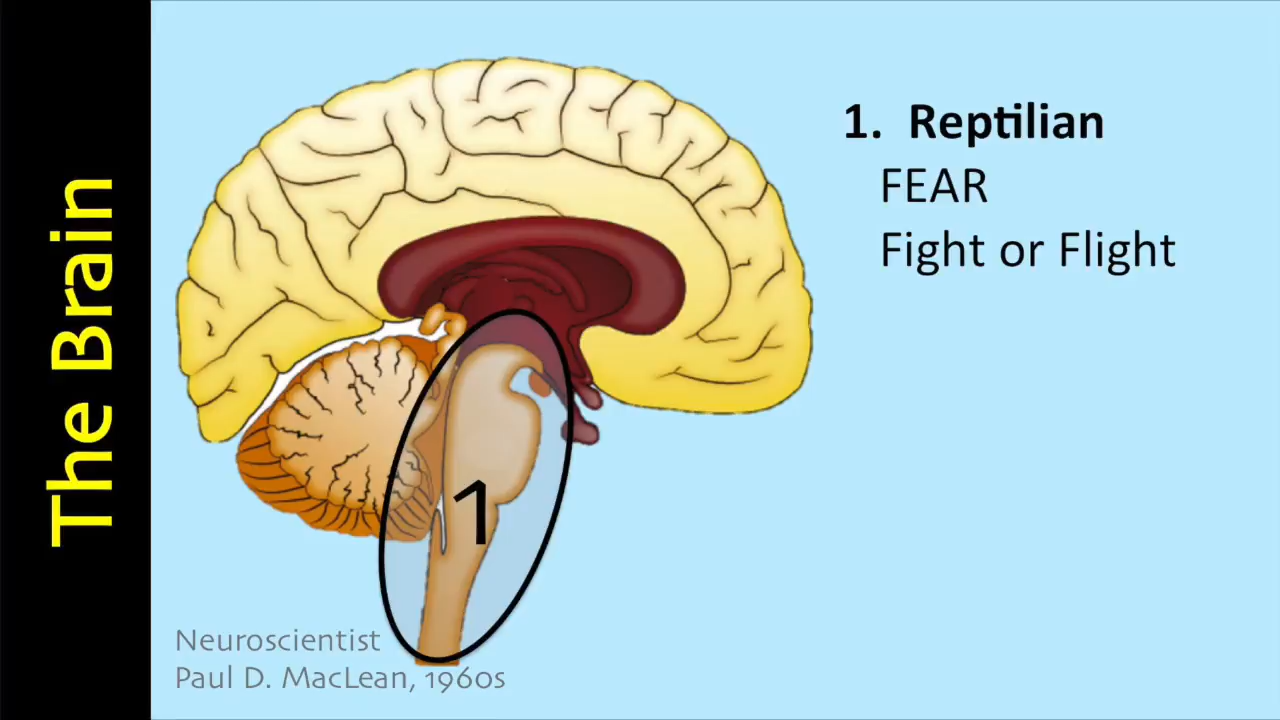 The Brain
1. Reptilian
FEAR
Fight or Flight
1
Neuroscientist
Paul D. MacLean, 1960s